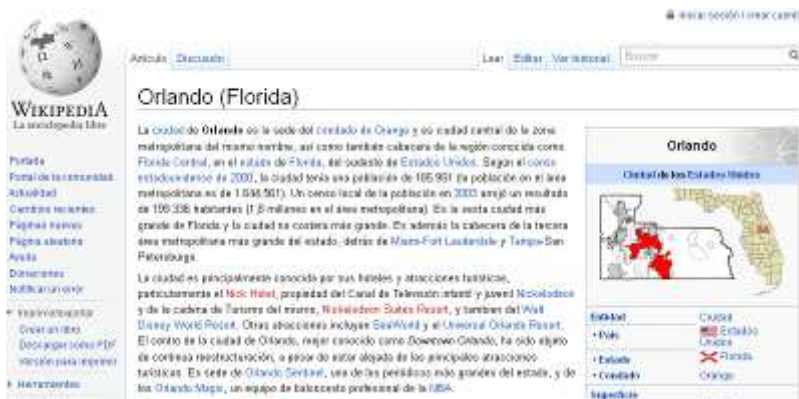 Iniciar sesión | crear cuenta
WIKIPEDIA
La enciclopedia libre
Artículo Discusión
Leer Editar Ver historial Buscar
Orlando (Florida)
La ciudad de Orlando es la sede del condado de Orange y es ciudad central de la zona
metropolitana del mismo nombre, así como también cabecera de la región conocida como
Florida Central, en el estado de Florida, del sudeste de Estados Unidos. Según el censo
estadounidense de 2000, la ciudad tenía una población de 185.951 (la población en el área
metropolitana es de 1.644.561). Un censo local de la población en 2003 arrojó un resultado
de 199.336 habitantes (1,8 millones en el área metropolitana). Es la sexta ciudad más
grande de Florida y la ciudad no costera más grande. Es además la cabecera de la tercera
área metropolitana más grande del estado, detrás de Miami-Fort Lauderdale y Tampa-San
Petersburgo.
La ciudad es principalmente conocida por sus hoteles y atracciones turísticas,
particularmente el Nick Hotel, propiedad del Canal de Televisión infantil y juvenil Nickelodeon
y de la cadena de Turismo del mismo, Nickelodeon Suites Resort, y tambien del Walt
Disney World Resort. Otras atracciones incluyen SeaWorld y el Universal Orlando Resort.
El centro de la ciudad de Orlando, mejor conocido como Downtown Orlando, ha sido objeto
de continua reestructuración, a pesar de estar alejada de las principales atracciones
turísticas. Es sede de Orlando Sentinel, uno de los periódicos más grandes del estado, y de
los Orlando Magic, un equipo de baloncesto profesional de la NBA.
Orlando
Ciudad de los Estados Unidos
Entidad Ciudad
• País Estados
Unidos
• Estado Florida
• Condado Orange
Superficie
Portada
Portal de la comunidad
Actualidad
Cambios recientes
Páginas nuevas
Página aleatoria
Ayuda
Donaciones
Notificar un error
Imprimir/exportar
Crear un libro
Descargar como PDF
Versión para imprimir
Herramientas